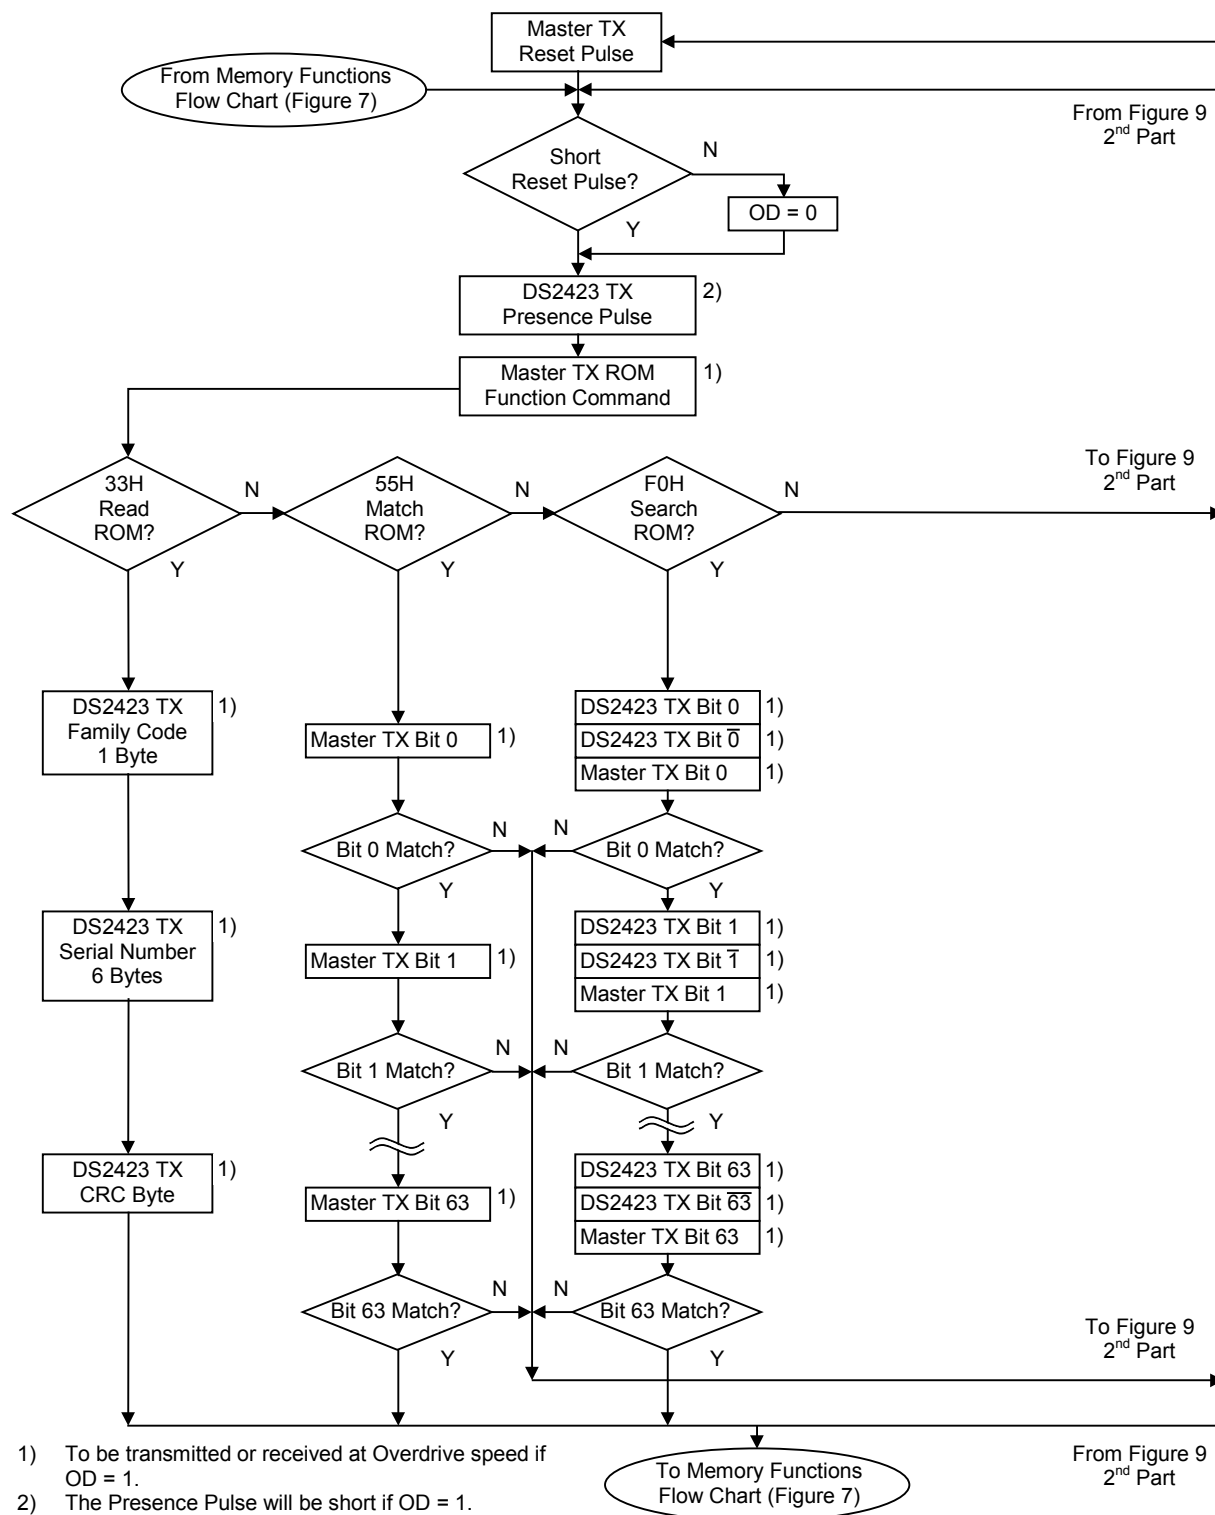 Master TX
Reset Pulse
From Memory Functions
Flow Chart (Figure 7)
From Figure 9
2nd Part
Short
Reset Pulse?
N
OD = 0
Y
DS2423 TX
Presence Pulse
2)
Master TX ROM
Function Command
1)
To Figure 9
2nd Part
33H
Read
ROM?
N
Y
55H
Match
ROM?
N
Y
F0H
Search
ROM?
N
Y
DS2423 TX
Family Code
1 Byte
1)
Master TX Bit 0
1)
DS2423 TX Bit 0
1)
DS2423 TX Bit 0̅
1)
Master TX Bit 0
1)
Bit 0 Match?
N
Y
N
Bit 0 Match?
Y
DS2423 TX
Serial Number
6 Bytes
1)
Master TX Bit 1
1)
DS2423 TX Bit 1
1)
DS2423 TX Bit 1̅
1)
Master TX Bit 1
1)
Bit 1 Match?
N
Y
N
Bit 1 Match?
Y
DS2423 TX
CRC Byte
1)
Master TX Bit 63
1)
DS2423 TX Bit 63
1)
DS2423 TX Bit 6̅3̅
1)
Master TX Bit 63
1)
Bit 63 Match?
N
Y
N
Bit 63 Match?
Y
To Figure 9
2nd Part
1) To be transmitted or received at Overdrive speed if
OD = 1.
2) The Presence Pulse will be short if OD = 1.
To Memory Functions
Flow Chart (Figure 7)
From Figure 9
2nd Part